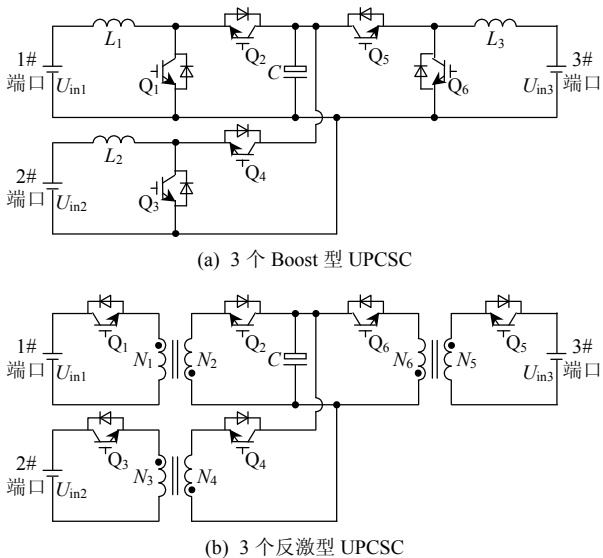 L₁ Q₂ Q₅ L₃
1# 端口 Uin1 Q₁ C Q₆ Uin3 3# 端口
L₂ Q₄
2# 端口 Uin2 Q₃
(a) 3 个 Boost 型 UPCSC
Q₁ Q₂ Q₆ Q₅
1# 端口 Uin1 N₁ N₂ C N₆ N₅ Uin3 3# 端口
Q₃ Q₄
2# 端口 Uin2 N₃ N₄
(b) 3 个反激型 UPCSC